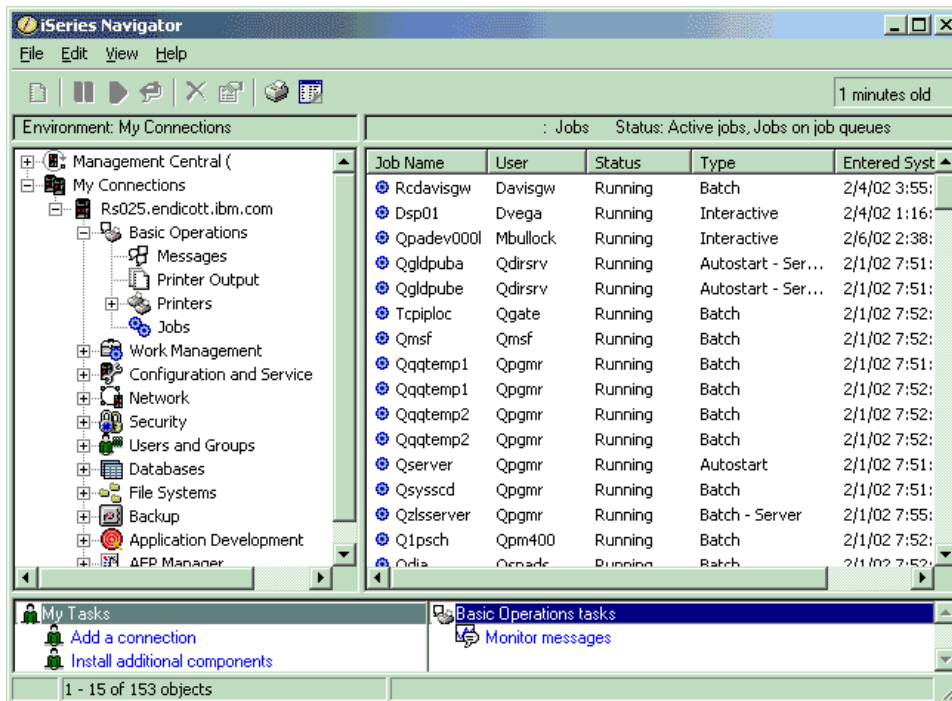 iSeries Navigator
File Edit View Help
1 minutes old
Environment: My Connections
: Jobs Status: Active jobs, Jobs on job queues
Management Central (
My Connections
Rs025.endicott.ibm.com
Basic Operations
Messages
Printer Output
Printers
Jobs
Work Management
Configuration and Service
Network
Security
Users and Groups
Databases
File Systems
Backup
Application Development
AFP Manager
Job Name User Status Type Entered Syst
Rcdavisgw Davisgw Running Batch 2/4/02 3:55:
Dsp01 Dvega Running Interactive 2/4/02 1:16:
Qpadev000l Mbullock Running Interactive 2/6/02 2:38:
Qgldpuba Qdirsrv Running Autostart - Ser... 2/1/02 7:51:
Qgldpube Qdirsrv Running Autostart - Ser... 2/1/02 7:51:
Tcpiploc Qgate Running Batch 2/1/02 7:52:
Qmsf Qmsf Running Batch 2/1/02 7:52:
Qqqtemp1 Qpgmr Running Batch 2/1/02 7:51:
Qqqtemp1 Qpgmr Running Batch 2/1/02 7:52:
Qqqtemp2 Qpgmr Running Batch 2/1/02 7:52:
Qqqtemp2 Qpgmr Running Batch 2/1/02 7:52:
Qserver Qpgmr Running Autostart 2/1/02 7:51:
Qsysscd Qpgmr Running Batch 2/1/02 7:51:
Qzlsserver Qpgmr Running Batch - Server 2/1/02 7:55:
Q1psch Qpm400 Running Batch 2/1/02 7:52:
Qdia Qsnads Running Batch 2/1/02 7:52:
My Tasks
Add a connection
Install additional components
Basic Operations tasks
Monitor messages
1 - 15 of 153 objects